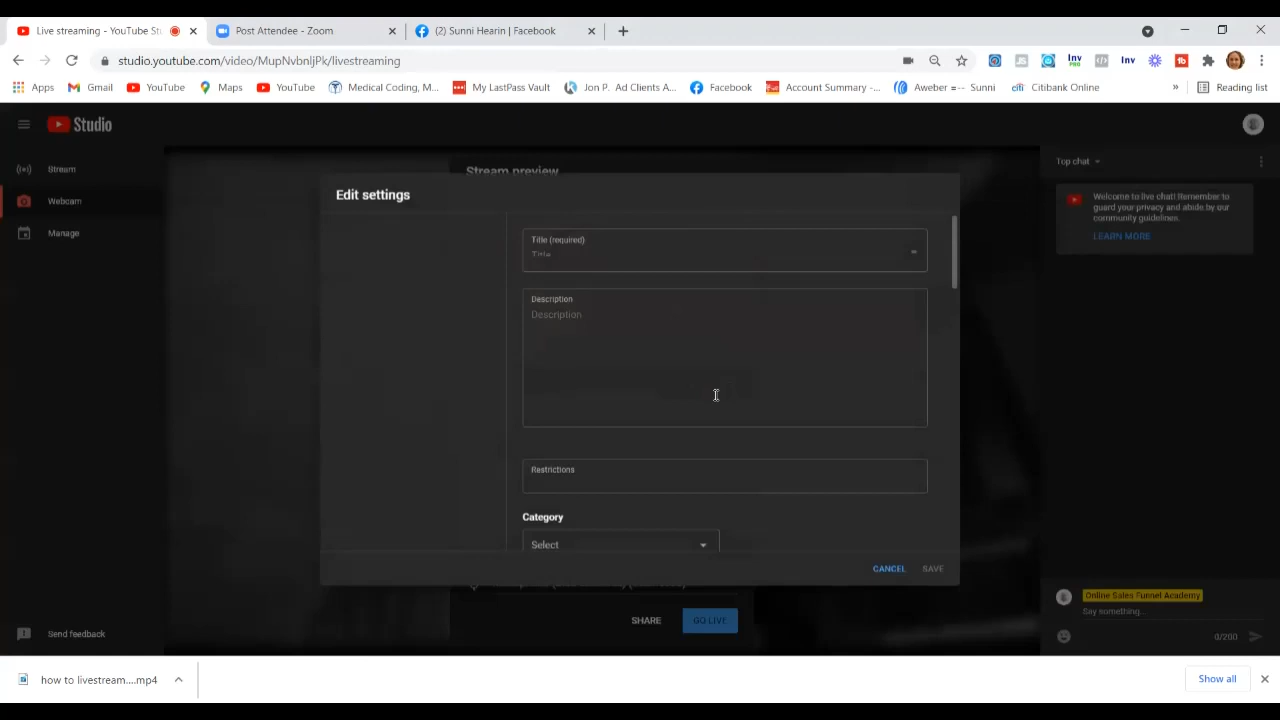 Live streaming - YouTube Stu
Post Attendee - Zoom
(2) Sunni Hearin | Facebook
studio.youtube.com/video/MupNvbnljPk/livestreaming
Apps
Gmail
YouTube
Maps
YouTube
Medical Coding, M...
My LastPass Vault
Jon P. Ad Clients A...
Facebook
Account Summary -...
Aweber =-- Sunni
Citibank Online
»
Reading list
Studio
Stream
Webcam
Manage
Send feedback
Stream preview
Edit settings
Title (required)
Title
Description
Description
Restrictions
Category
Select
CANCEL
SAVE
SHARE
GO LIVE
Top chat
Welcome to live chat! Remember to
guard your privacy and abide by our
community guidelines.
LEARN MORE
Online Sales Funnel Academy
Say something...
0/200
how to livestream....mp4
Show all